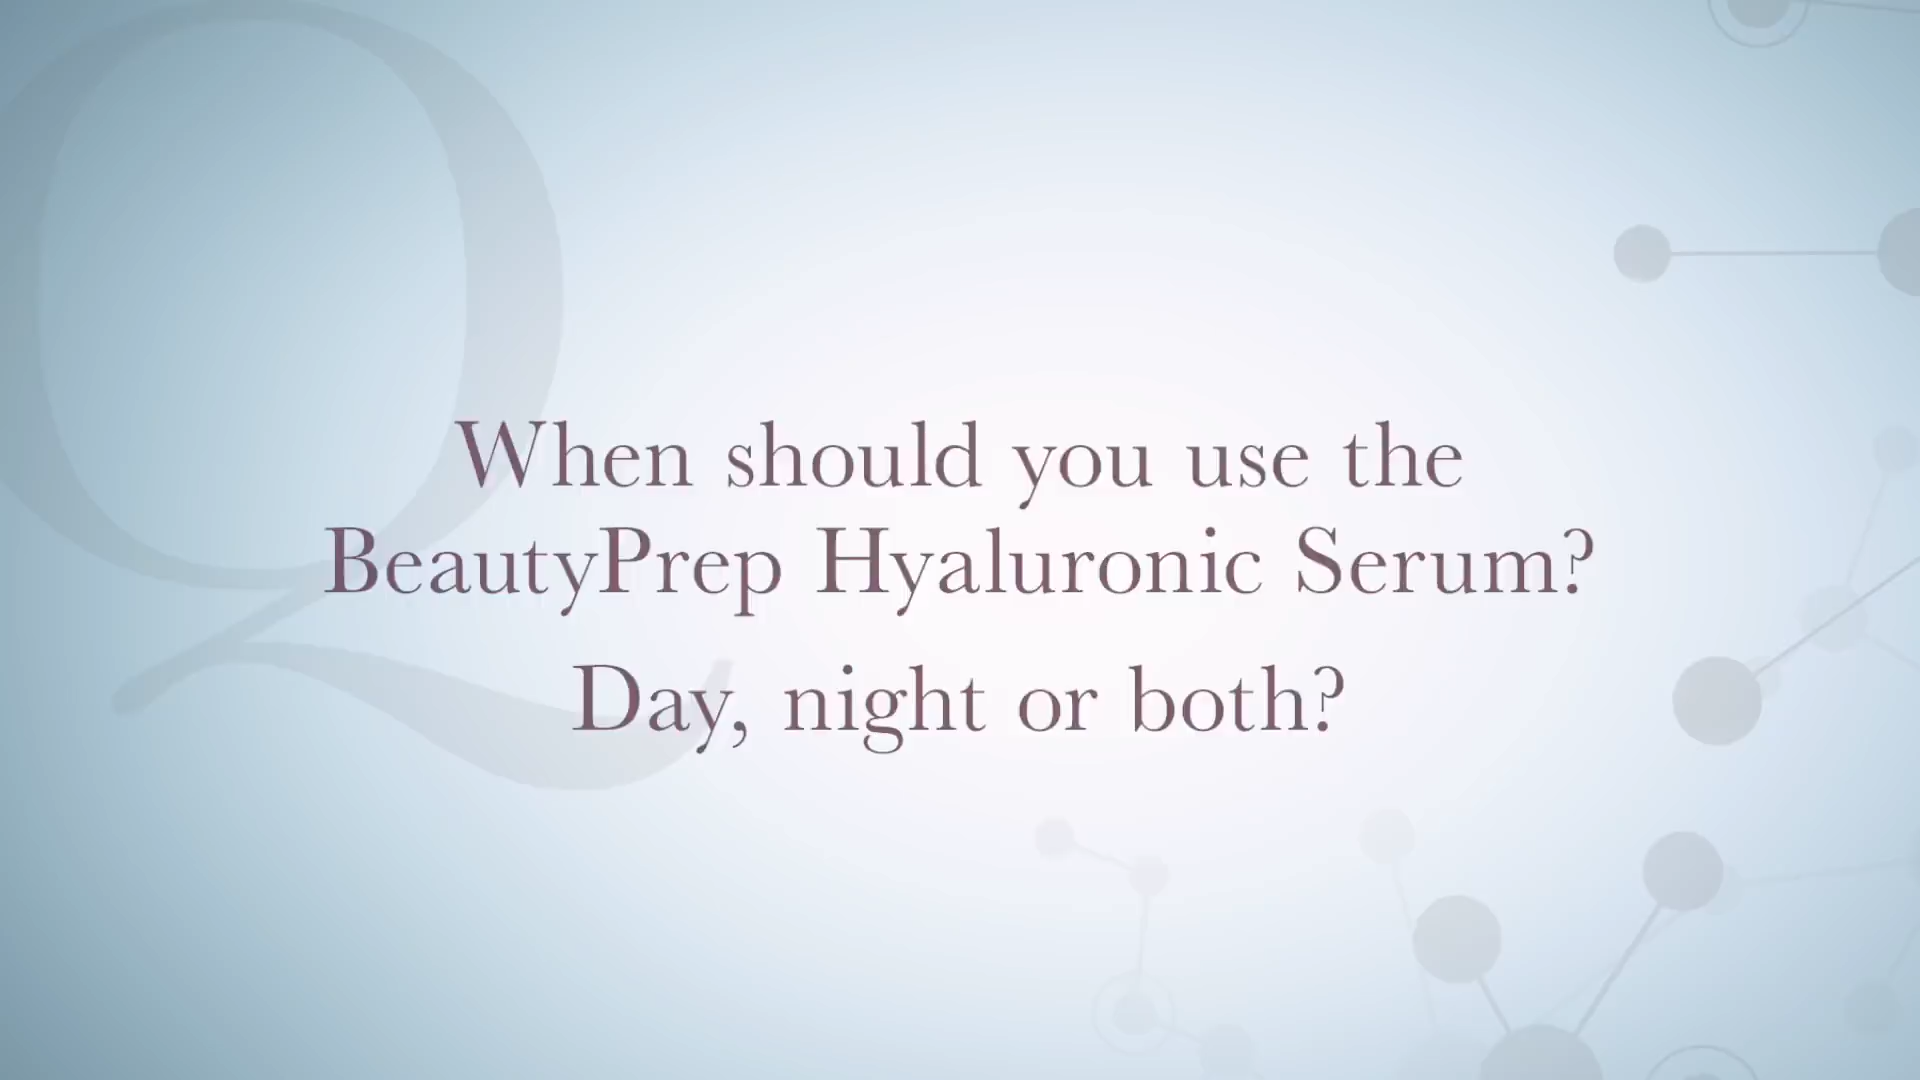 Q
When should you use the
BeautyPrep Hyaluronic Serum?
Day, night or both?